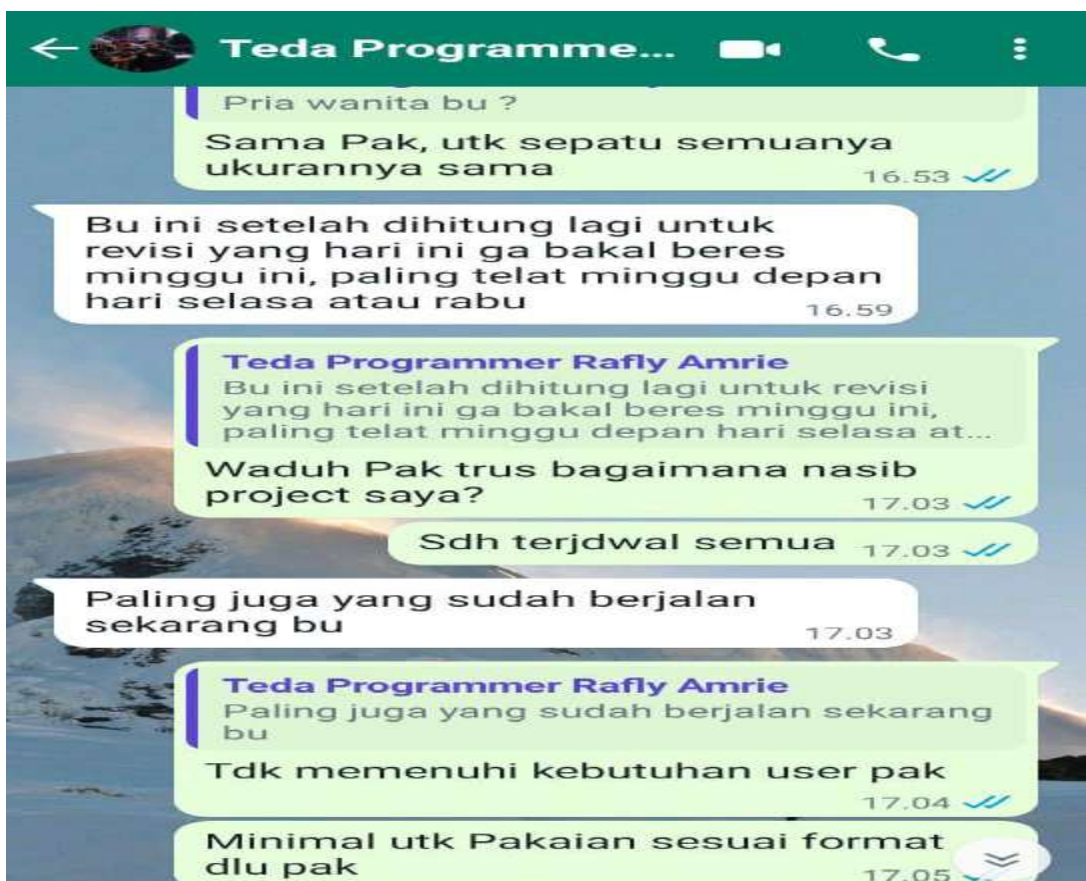 Teda Programme...
Pria wanita bu ?
Sama Pak, utk sepatu semuanya
ukurannya sama
16.53
Bu ini setelah dihitung lagi untuk
revisi yang hari ini ga bakal beres
minggu ini, paling telat minggu depan
hari selasa atau rabu
16.59
Teda Programmer Rafly Amrie
Bu ini setelah dihitung lagi untuk revisi
yang hari ini ga bakal beres minggu ini,
paling telat minggu depan hari selasa at...
Waduh Pak trus bagaimana nasib
project saya?
17.03
Sdh terjdwal semua 17.03
Paling juga yang sudah berjalan
sekarang bu
17.03
Teda Programmer Rafly Amrie
Paling juga yang sudah berjalan sekarang
bu
Tdk memenuhi kebutuhan user pak
17.04
Minimal utk Pakaian sesuai format
dlu pak
17.05